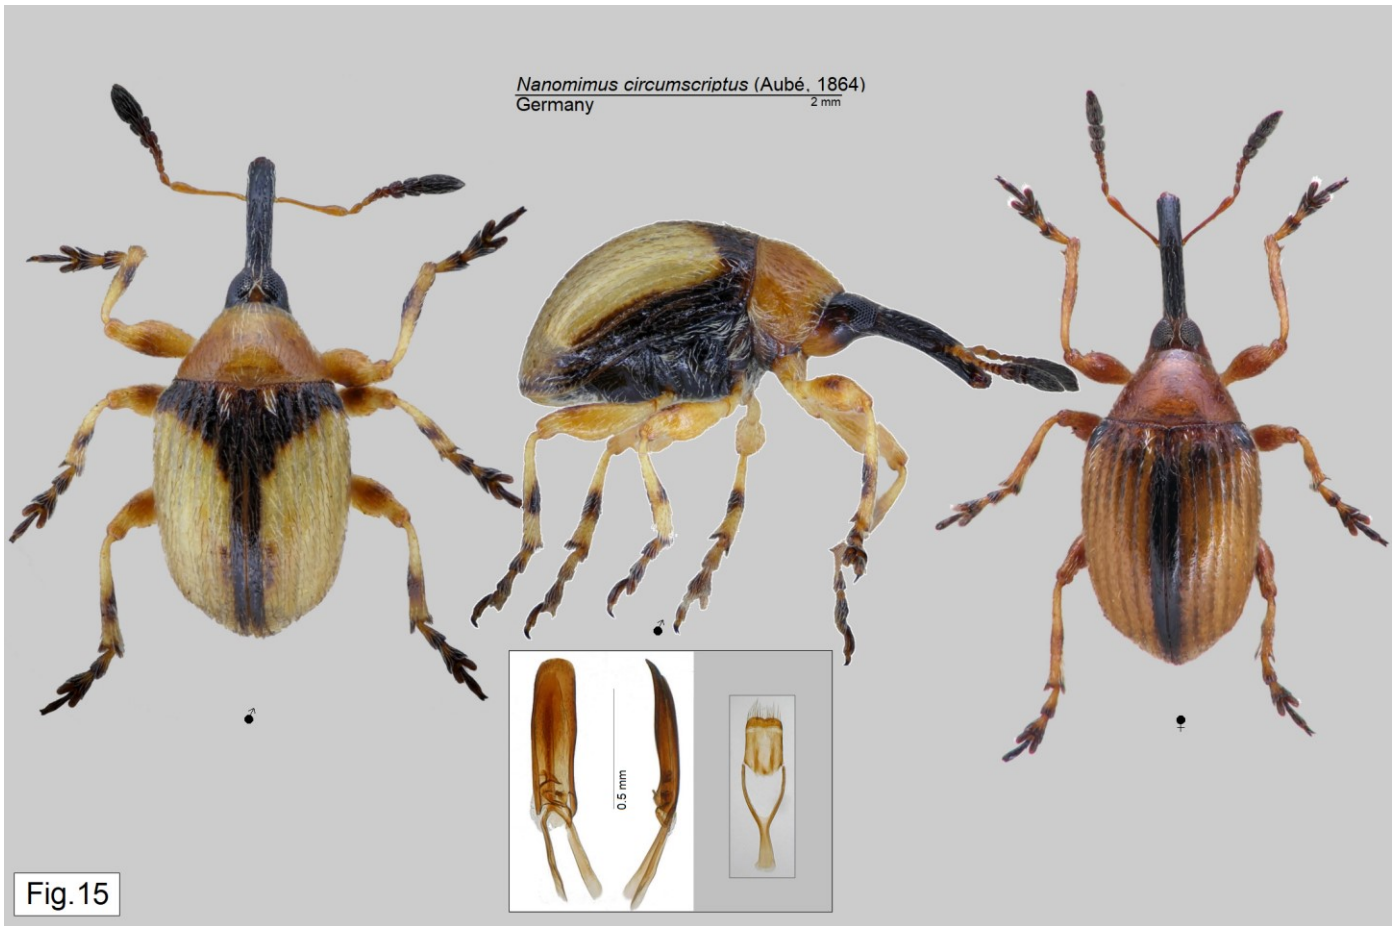 Nanomimus circumscriptus (Aubé, 1864)
Germany
2 mm
♂
♂
♀
0.5 mm
Fig.15